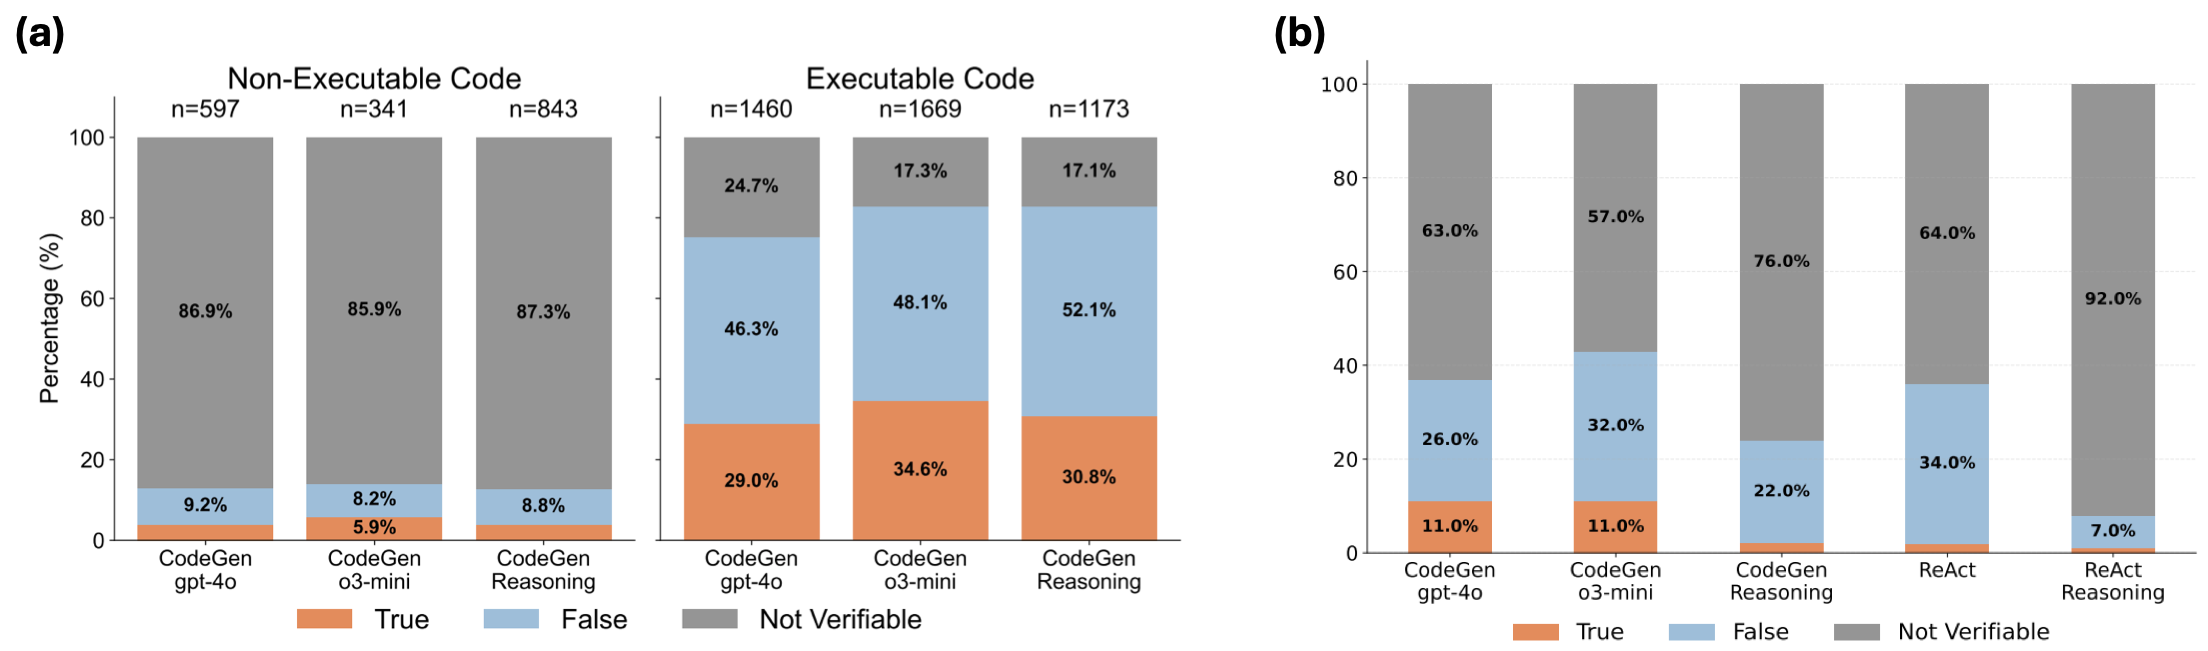 (a)
Non-Executable Code
n=597 n=341 n=843
Executable Code
n=1460 n=1669 n=1173
Percentage (%)
100
80
60
40
20
0
86.9% 85.9% 87.3%
9.2% 8.2% 8.8%
5.9%
24.7% 17.3% 17.1%
46.3% 48.1% 52.1%
29.0% 34.6% 30.8%
CodeGen gpt-4o
CodeGen o3-mini
CodeGen Reasoning
CodeGen gpt-4o
CodeGen o3-mini
CodeGen Reasoning
True False Not Verifiable
(b)
100
80
60
40
20
0
63.0% 57.0% 76.0% 64.0% 92.0%
26.0% 32.0% 22.0% 34.0% 7.0%
11.0% 11.0%
CodeGen gpt-4o
CodeGen o3-mini
CodeGen Reasoning
ReAct
ReAct Reasoning
True False Not Verifiable